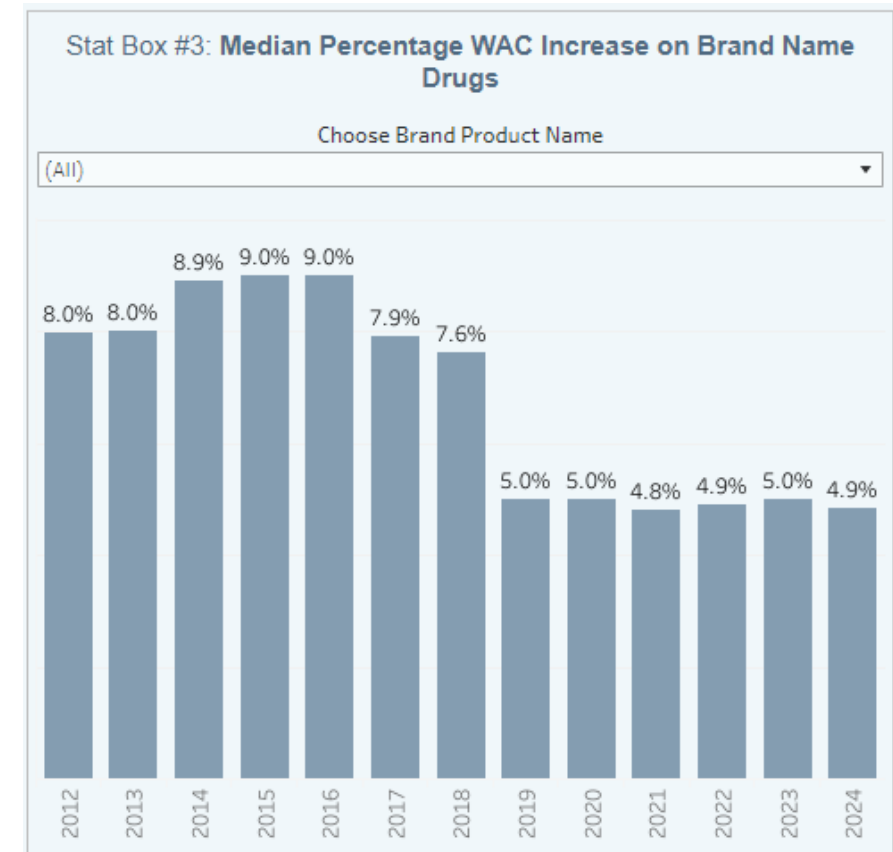 Stat Box #3: Median Percentage WAC Increase on Brand Name
Drugs
Choose Brand Product Name
(All)
8.0% 8.0% 8.9% 9.0% 9.0% 7.9% 7.6% 5.0% 5.0% 4.8% 4.9% 5.0% 4.9%
2012 2013 2014 2015 2016 2017 2018 2019 2020 2021 2022 2023 2024